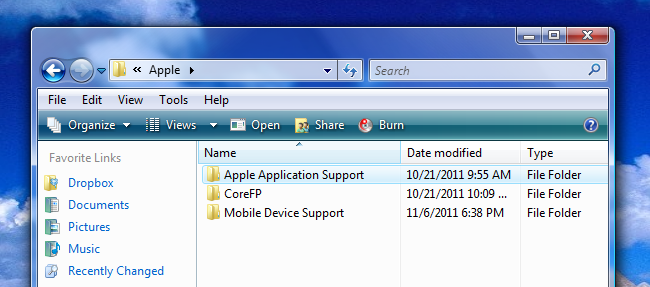 « Apple
Search
File Edit View Tools Help
Organize Views Open Share Burn
Favorite Links
Dropbox
Documents
Pictures
Music
Recently Changed
Name Date modified Type
Apple Application Support 10/21/2011 9:55 AM File Folder
CoreFP 10/21/2011 10:09 ... File Folder
Mobile Device Support 11/6/2011 6:38 PM File Folder